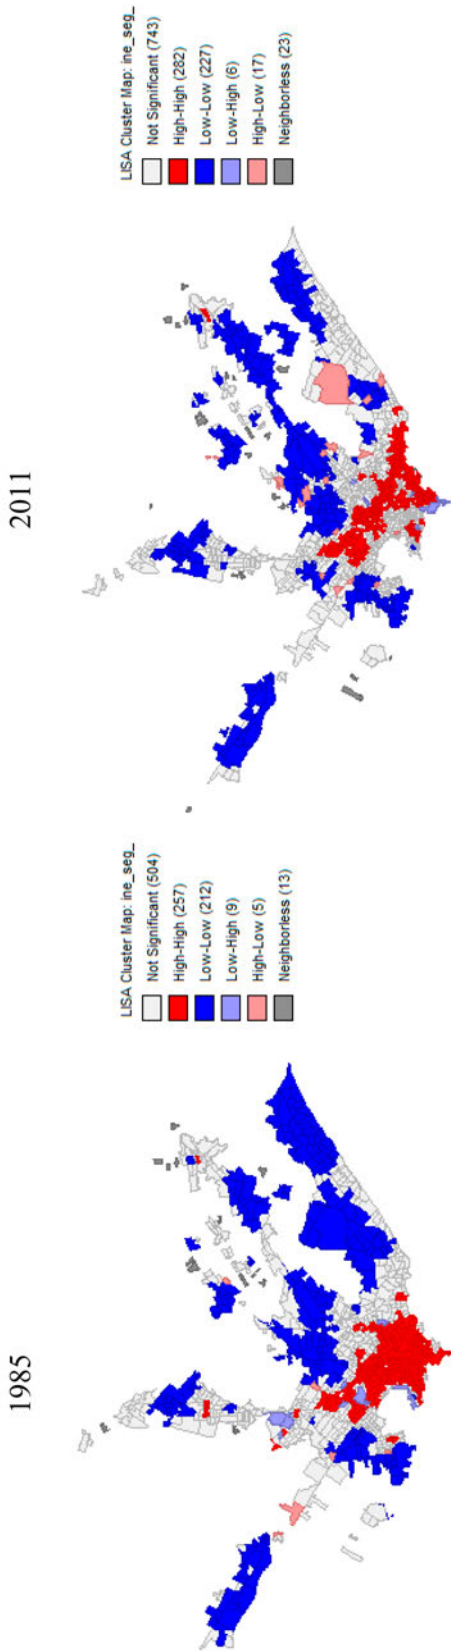 1985
LISA Cluster Map: ine_seg_
Not Significant (504)
High-High (257)
Low-Low (212)
Low-High (9)
High-Low (5)
Neighborless (13)
2011
LISA Cluster Map: ine_seg_
Not Significant (743)
High-High (282)
Low-Low (227)
Low-High (6)
High-Low (17)
Neighborless (23)